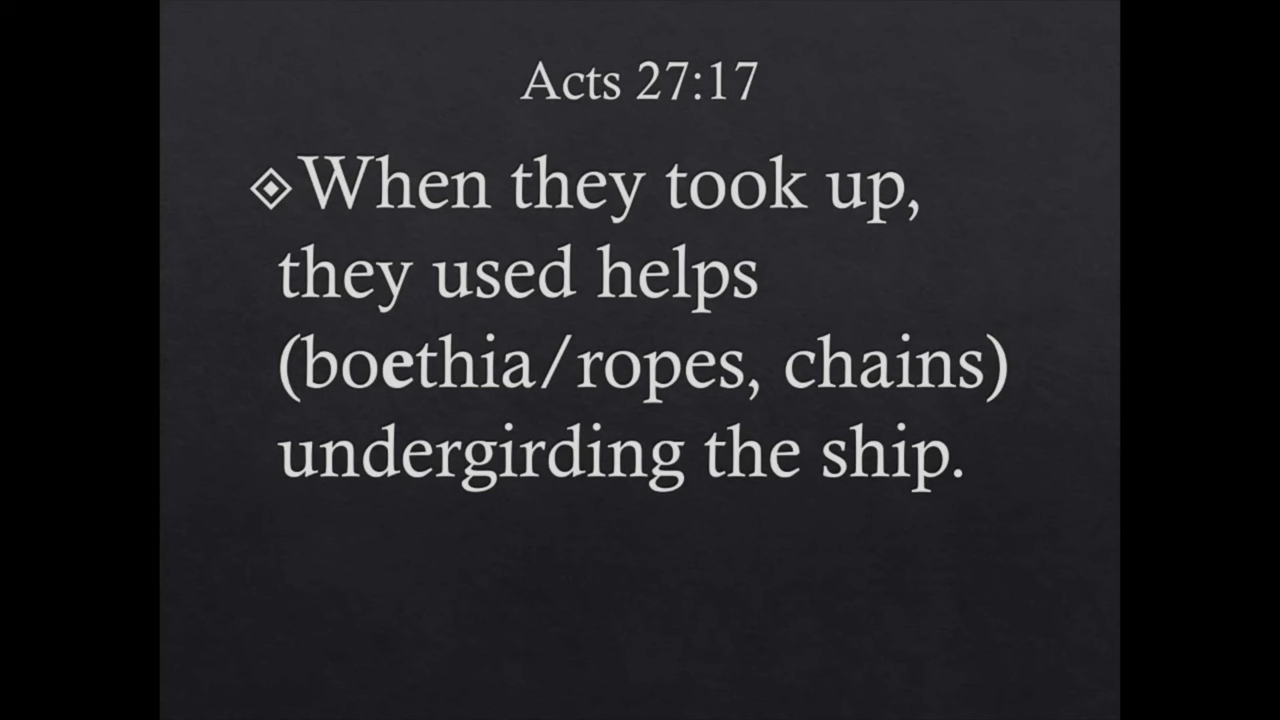 Acts 27:17
When they took up,
they used helps
(boethia/ropes, chains)
undergirding the ship.